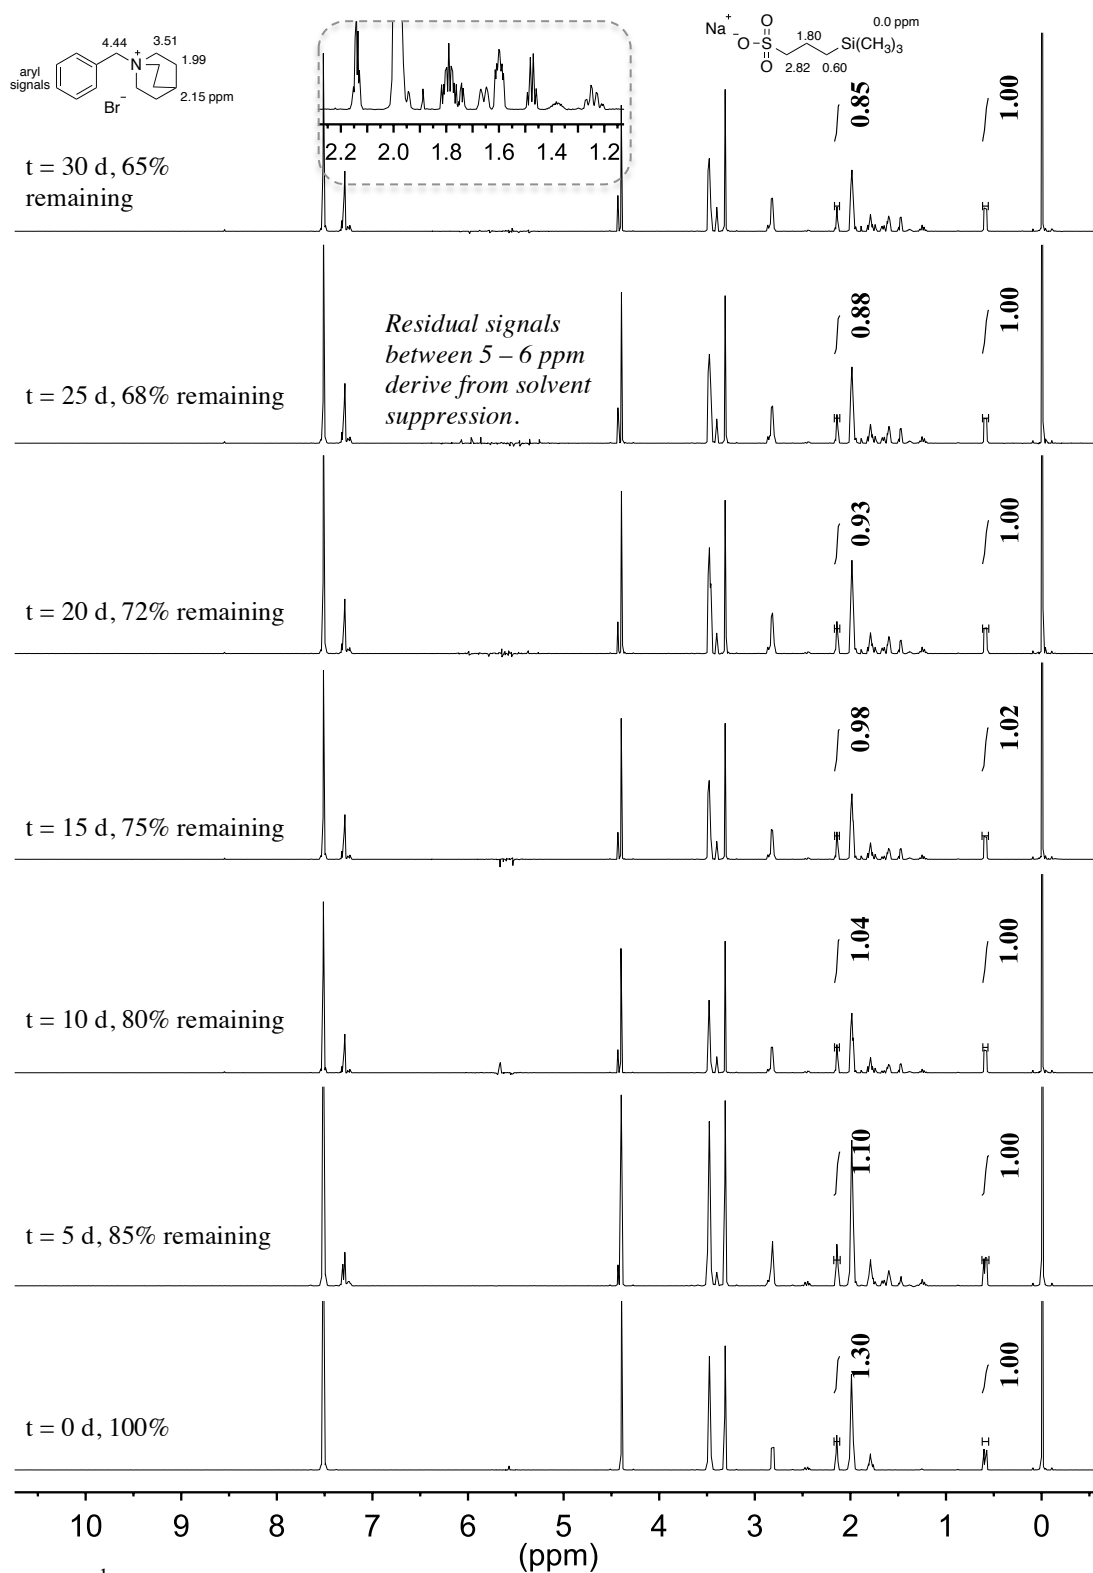 4.44
3.51
N+
1.99
aryl
signals
2.15 ppm
Br−
2.2 2.0 1.8 1.6 1.4 1.2
Na+
−O
O
S
O
1.80
2.82
0.60
Si(CH3)3
0.0 ppm
t = 30 d, 65%
remaining
0.85
1.00
Residual signals
between 5 – 6 ppm
derive from solvent
suppression.
t = 25 d, 68% remaining
0.88
1.00
t = 20 d, 72% remaining
0.93
1.00
t = 15 d, 75% remaining
0.98
1.02
t = 10 d, 80% remaining
1.04
1.00
t = 5 d, 85% remaining
1.10
1.00
t = 0 d, 100%
1.30
1.00
10 9 8 7 6 5 4 3 2 1 0
(ppm)